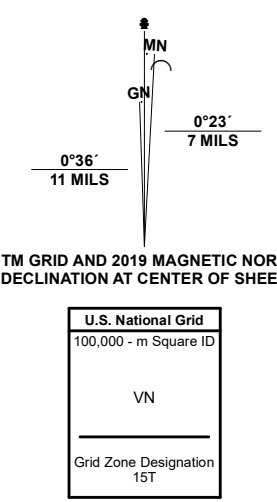 MN
GN
0°23´
7 MILS
0°36´
11 MILS
TM GRID AND 2019 MAGNETIC NOR
DECLINATION AT CENTER OF SHEE
U.S. National Grid
100,000 - m Square ID
VN
Grid Zone Designation
15T